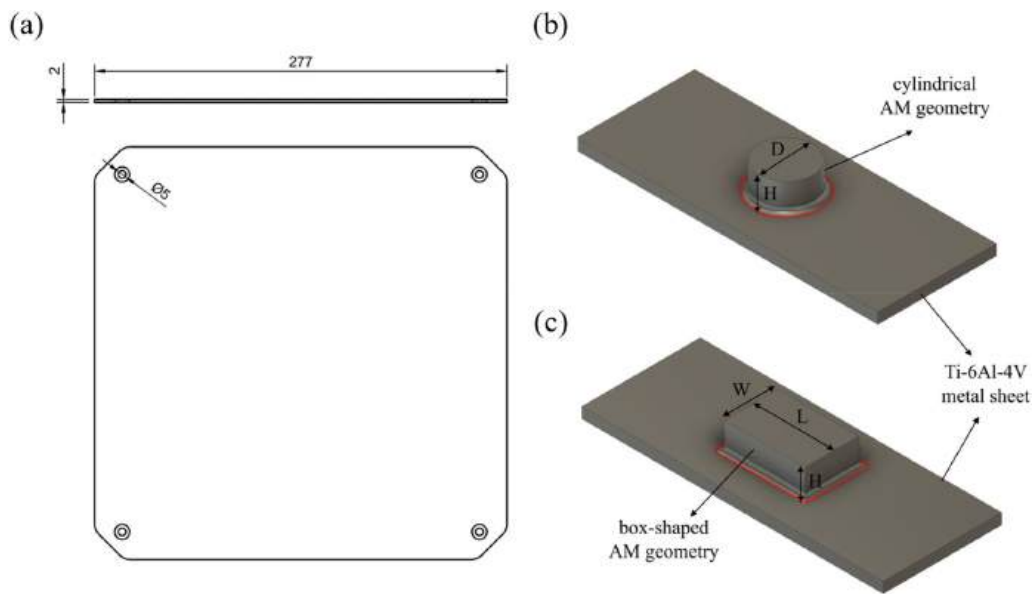 (a)
277
2
Ø5
(b)
cylindrical
AM geometry
D
H
(c)
Ti-6Al-4V
metal sheet
W
L
H
box-shaped
AM geometry